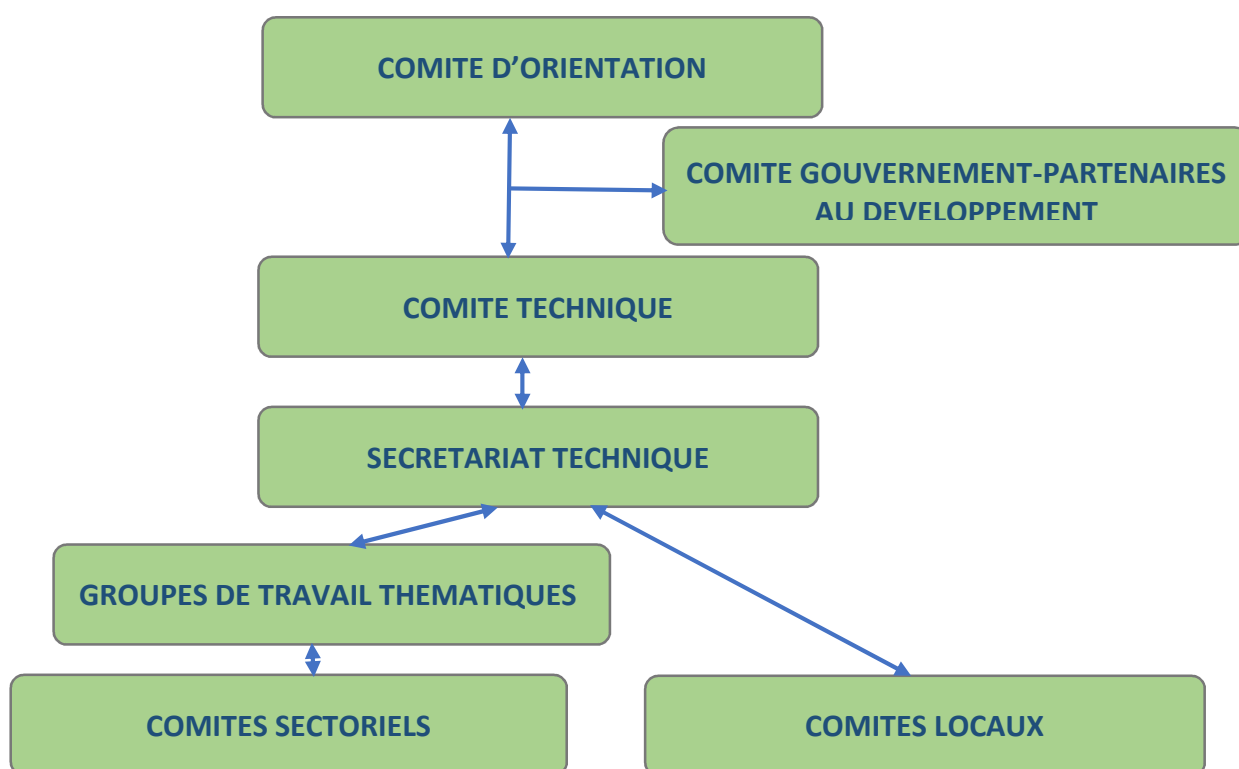 COMITE D’ORIENTATION
COMITE GOUVERNEMENT-PARTENAIRES
AU DEVELOPPEMENT
COMITE TECHNIQUE
SECRETARIAT TECHNIQUE
GROUPES DE TRAVAIL THEMATIQUES
COMITES SECTORIELS
COMITES LOCAUX